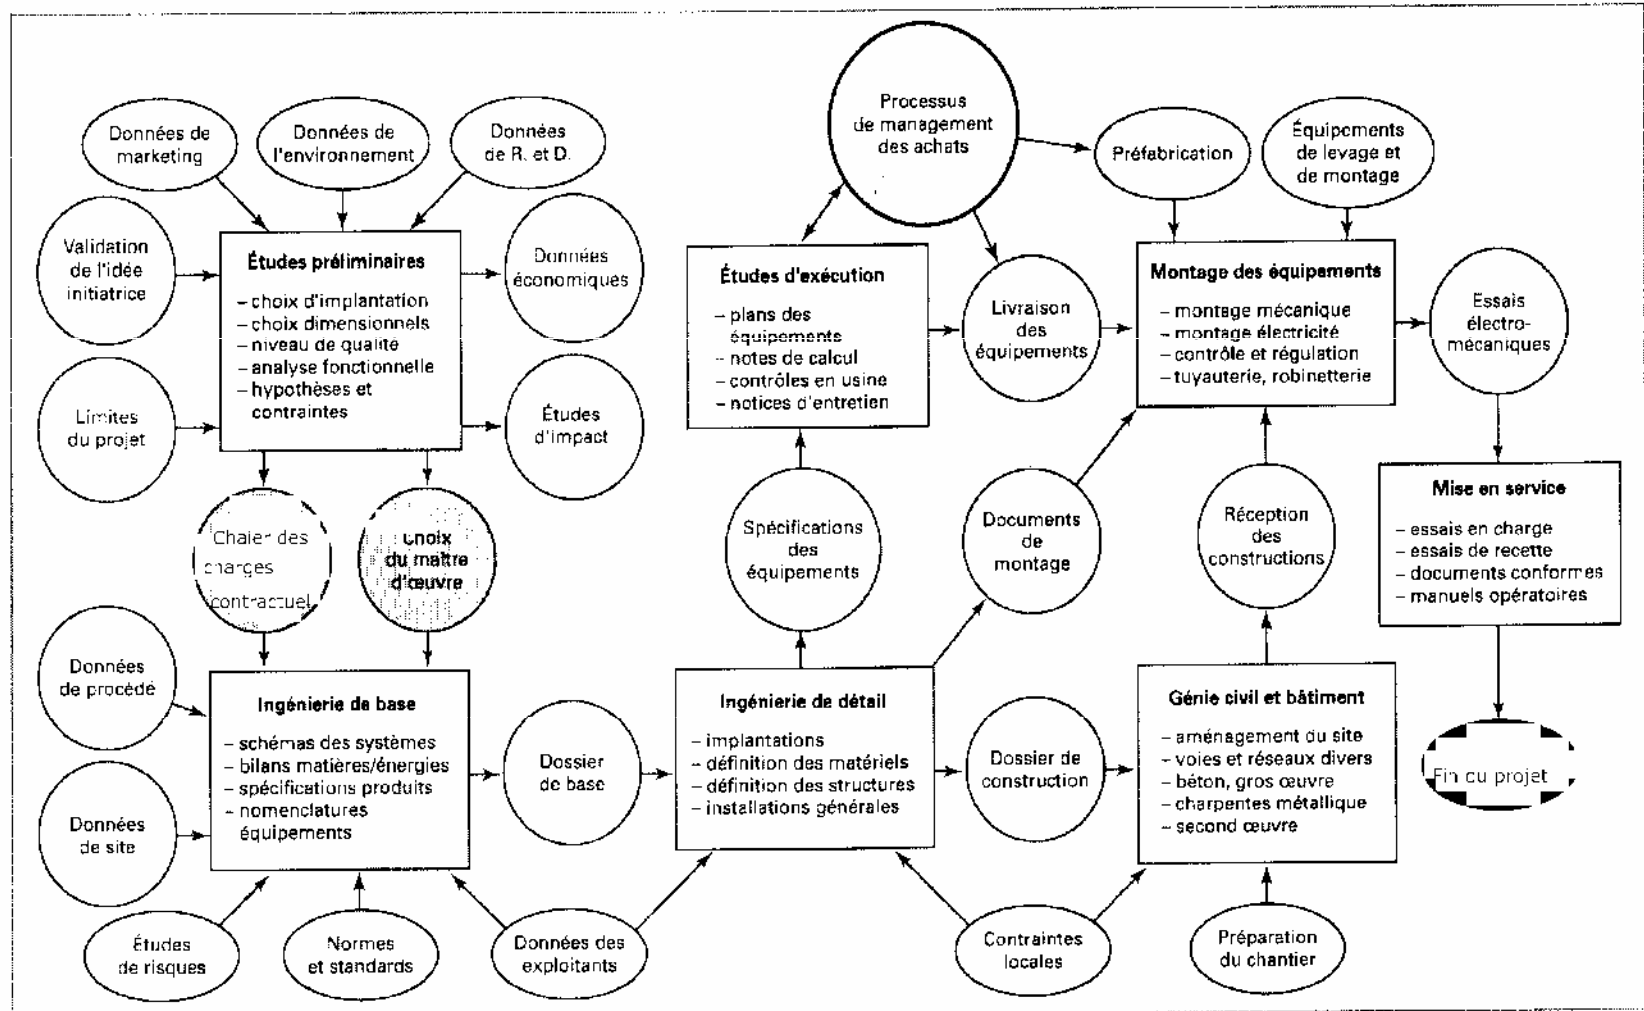 Données de
marketing
Données de
l'environnement
Données
de R. et D.
Processus
de management
des achats
Préfabrication
Équipements
de levage et
de montage
Validation
de l'idée
initiatrice
Études préliminaires
– choix d'implantation
– choix dimensionnels
– niveau de qualité
– analyse fonctionnelle
– hypothèses et
contraintes
Données
économiques
Études d'exécution
– plans des
équipements
– notes de calcul
– contrôles en usine
– notices d'entretien
Livraison
des
équipements
Montage des équipements
– montage mécanique
– montage électricité
– contrôle et régulation
– tuyauterie, robinetterie
Essais
électro-
mécaniques
Limites
du projet
Études
d'impact
Chaier des
charges
contractuel
Choix
du maître
d'œuvre
Spécifications
des
équipements
Documents
de
montage
Réception
des
constructions
Mise en service
– essais en charge
– essais de recette
– documents conformes
– manuels opératoires
Données
de procédé
Ingénierie de base
– schémas des systèmes
– bilans matières/énergies
– spécifications produits
– nomenclatures
équipements
Dossier
de base
Ingénierie de détail
– implantations
– définition des matériels
– définition des structures
– installations générales
Dossier de
construction
Génie civil et bâtiment
– aménagement du site
– voies et réseaux divers
– béton, gros œuvre
– charpentes métallique
– second œuvre
Fin du projet
Données
de site
Études
de risques
Normes
et standards
Données des
exploitants
Contraintes
locales
Préparation
du chantier